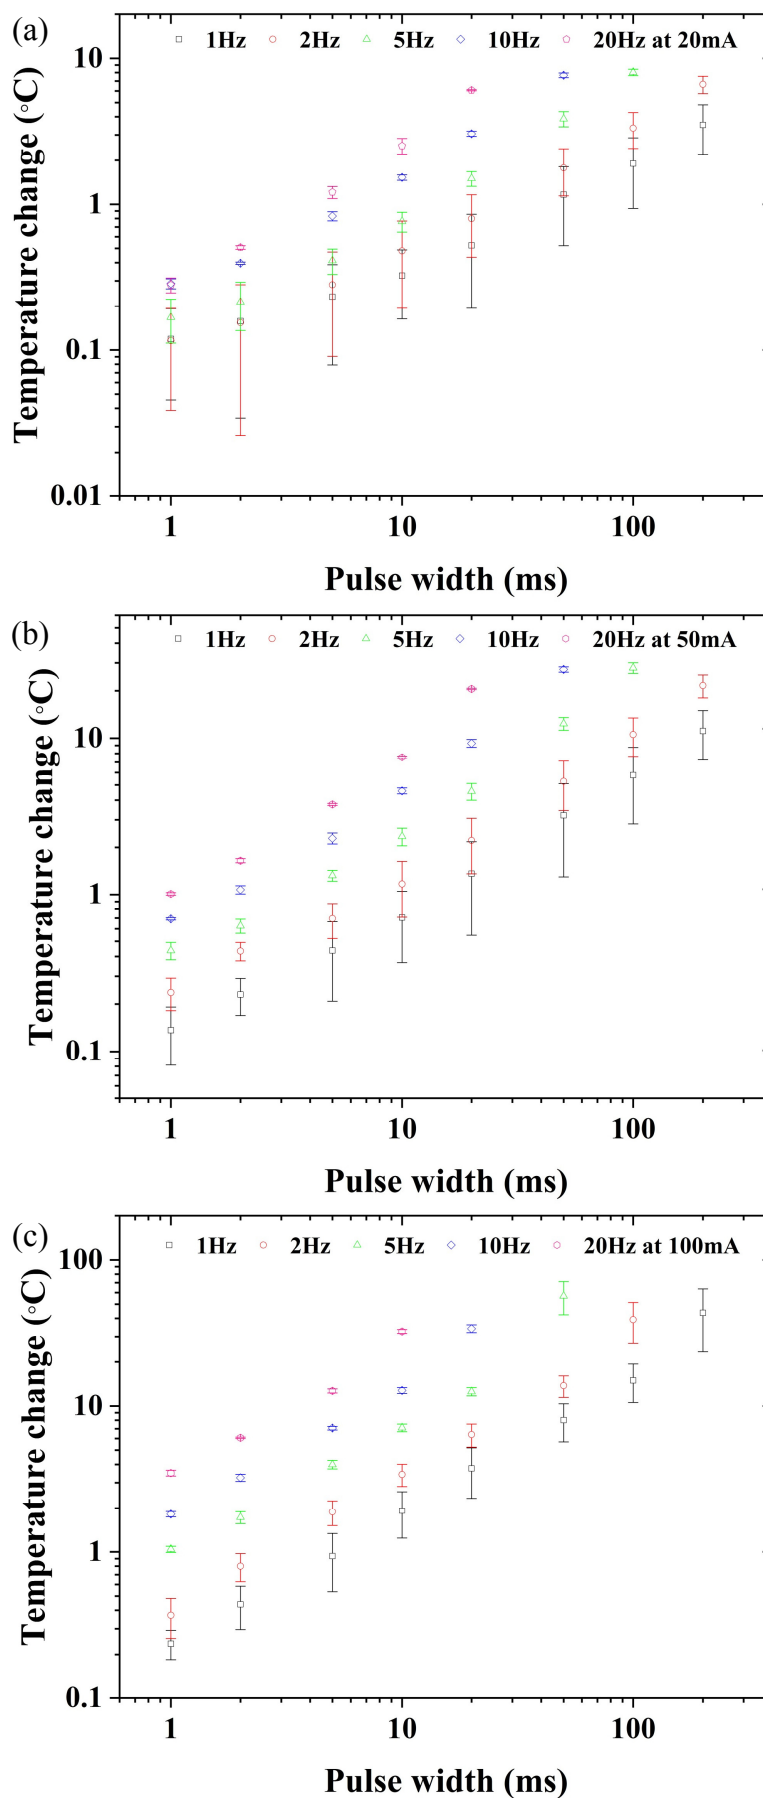 (a)
1Hz 2Hz 5Hz 10Hz 20Hz at 20mA
Temperature change (°C)
10
1
0.1
0.01
1 10 100
Pulse width (ms)
(b)
1Hz 2Hz 5Hz 10Hz 20Hz at 50mA
Temperature change (°C)
10
1
0.1
1 10 100
Pulse width (ms)
(c)
1Hz 2Hz 5Hz 10Hz 20Hz at 100mA
Temperature change (°C)
100
10
1
0.1
1 10 100
Pulse width (ms)